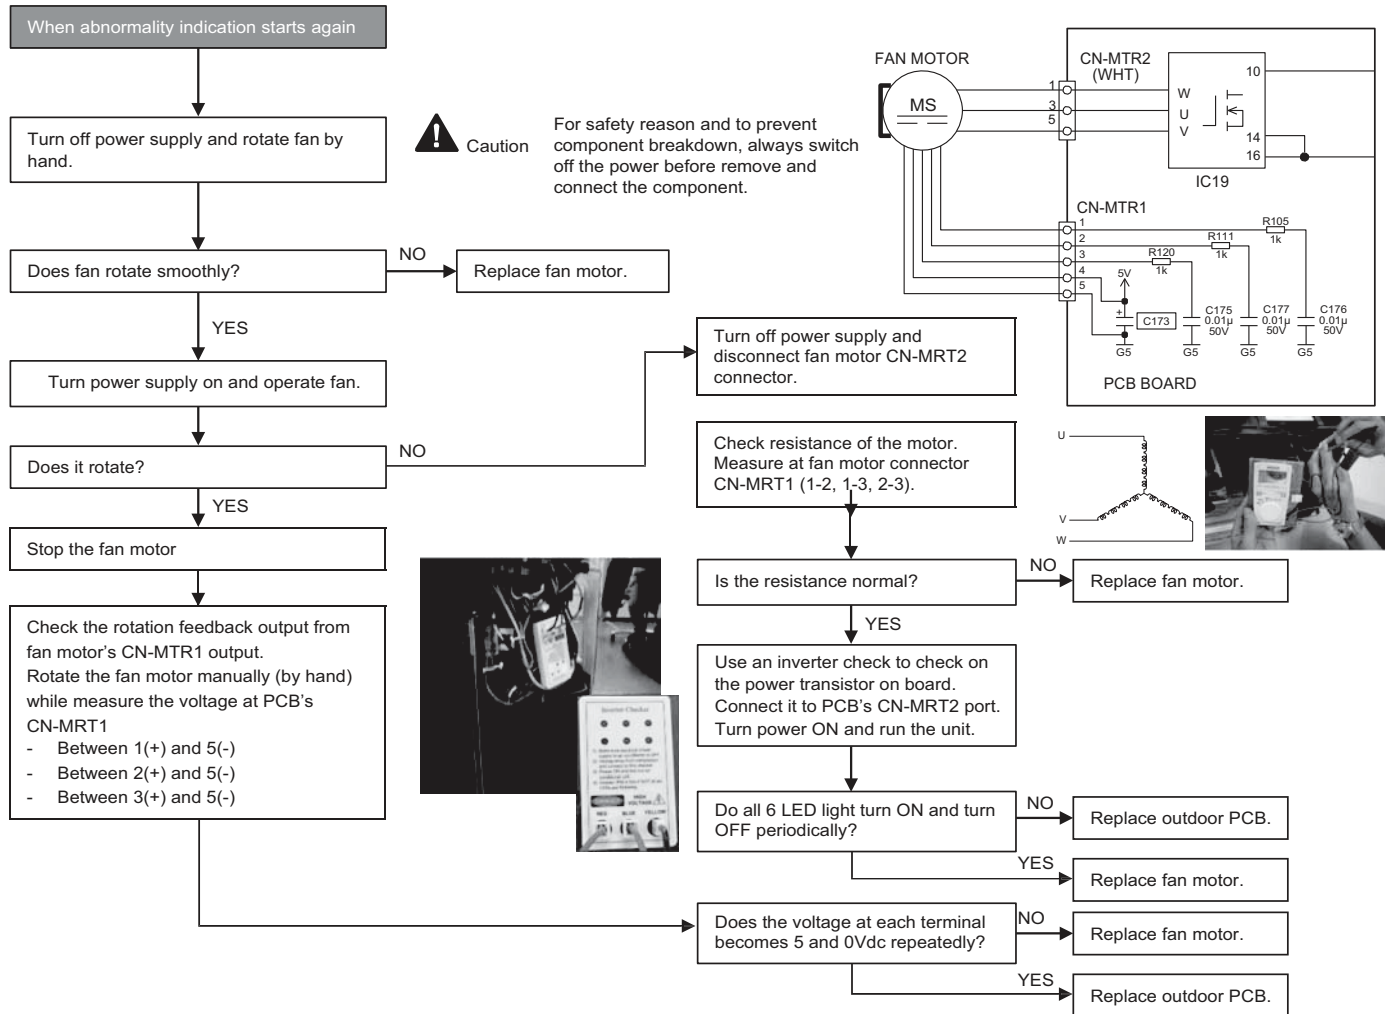 When abnormality indication starts again
Turn off power supply and rotate fan by
hand.
Caution
For safety reason and to prevent
component breakdown, always switch
off the power before remove and
connect the component.
Does fan rotate smoothly?
NO
Replace fan motor.
YES
Turn power supply on and operate fan.
Does it rotate?
NO
YES
Stop the fan motor
Check the rotation feedback output from
fan motor's CN-MTR1 output.
Rotate the fan motor manually (by hand)
while measure the voltage at PCB's
CN-MRT1
- Between 1(+) and 5(-)
- Between 2(+) and 5(-)
- Between 3(+) and 5(-)
Turn off power supply and
disconnect fan motor CN-MRT2
connector.
Check resistance of the motor.
Measure at fan motor connector
CN-MRT1 (1-2, 1-3, 2-3).
Is the resistance normal?
NO
Replace fan motor.
YES
Use an inverter check to check on
the power transistor on board.
Connect it to PCB's CN-MRT2 port.
Turn power ON and run the unit.
Do all 6 LED light turn ON and turn
OFF periodically?
NO
Replace outdoor PCB.
YES
Replace fan motor.
Does the voltage at each terminal
becomes 5 and 0Vdc repeatedly?
NO
Replace fan motor.
YES
Replace outdoor PCB.
FAN MOTOR
MS
CN-MTR2
(WHT)
1
3
5
W
U
V
10
14
16
IC19
CN-MTR1
1
2
3
4
5
R105
1k
R111
1k
R120
1k
5V
+
C173
C175
0.01µ
50V
C177
0.01µ
50V
C176
0.01µ
50V
G5
G5
G5
G5
PCB BOARD
U
V
W
Inverter Checker
HIGH
VOLTAGE
RED BLUE YELLOW